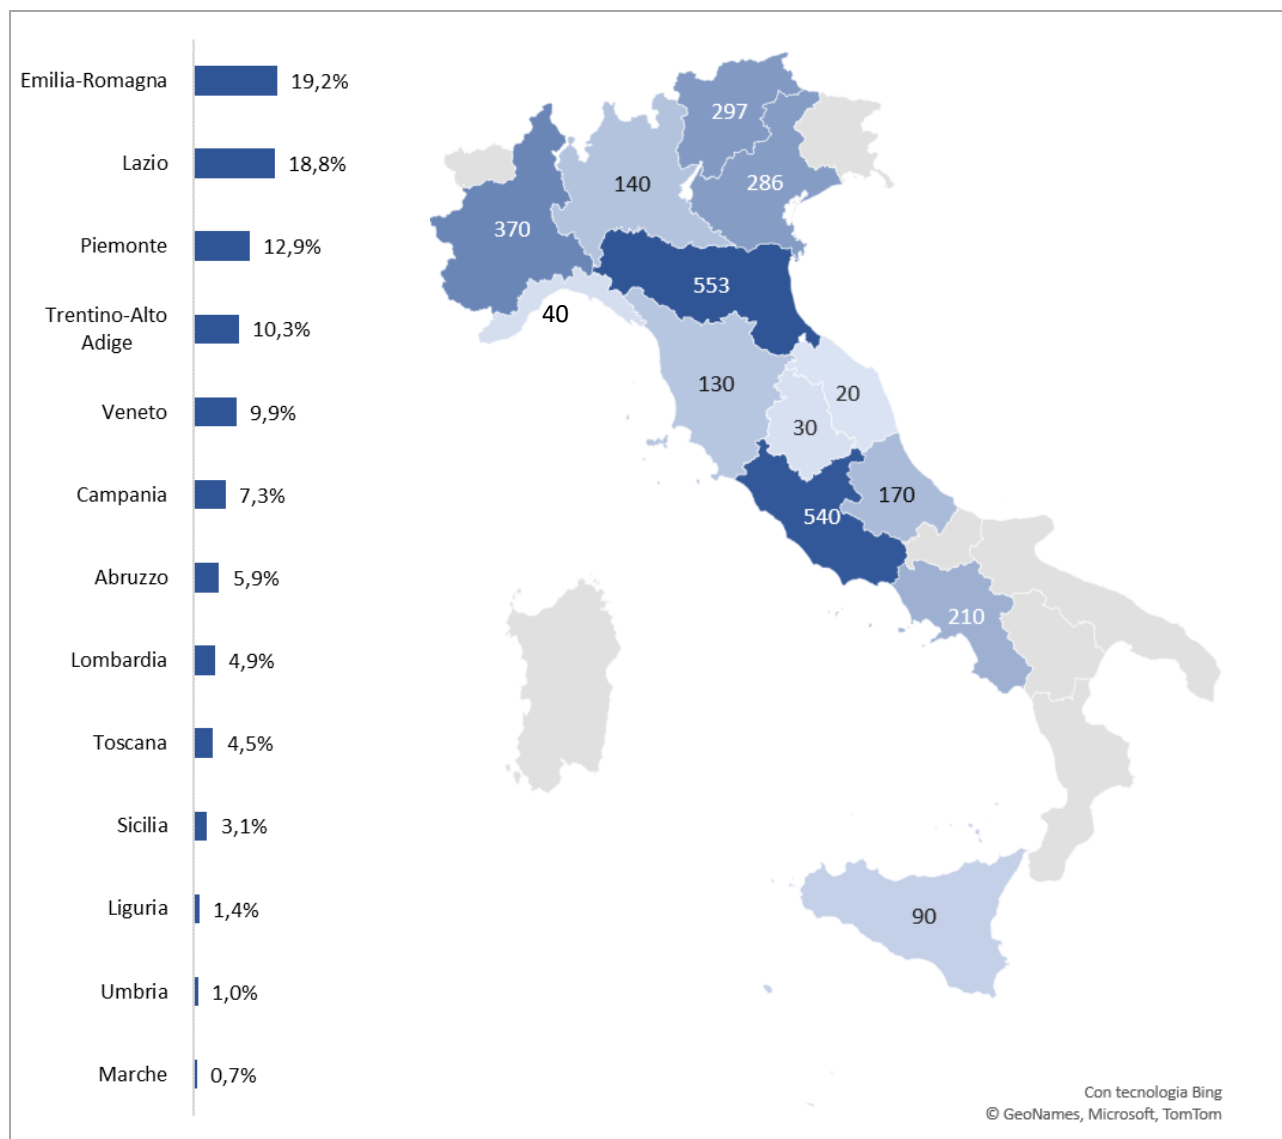 Emilia-Romagna 19,2%
Lazio 18,8%
Piemonte 12,9%
Trentino-Alto
Adige 10,3%
Veneto 9,9%
Campania 7,3%
Abruzzo 5,9%
Lombardia 4,9%
Toscana 4,5%
Sicilia 3,1%
Liguria 1,4%
Umbria 1,0%
Marche 0,7%
297
140
286
370
553
40
130
20
30
170
540
210
90
Con tecnologia Bing
© GeoNames, Microsoft, TomTom